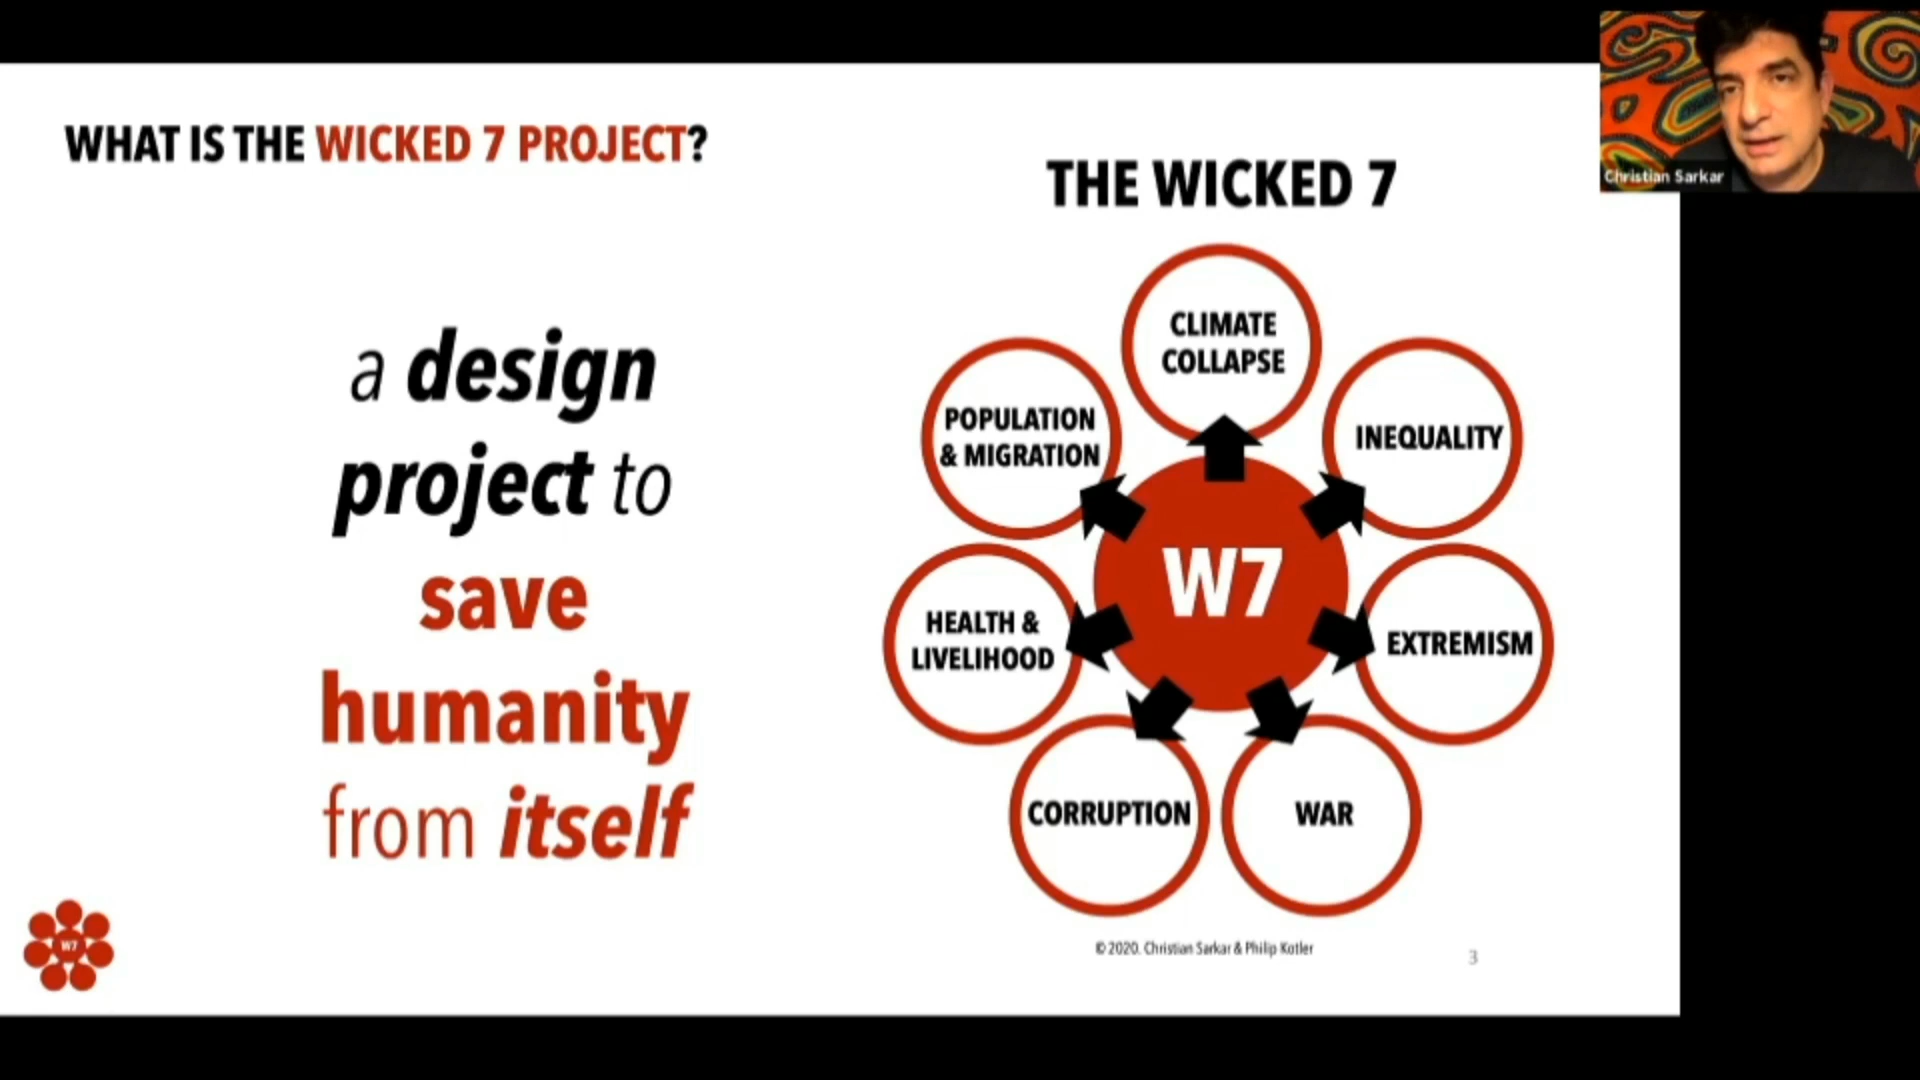 WHAT IS THE WICKED 7 PROJECT?
a design
project to
save
humanity
from itself
THE WICKED 7
CLIMATE
COLLAPSE
INEQUALITY
EXTREMISM
WAR
CORRUPTION
HEALTH &
LIVELIHOOD
POPULATION
& MIGRATION
W7
© 2020. Christian Sarkar & Philip Kotler
3
W7
Christian Sarkar